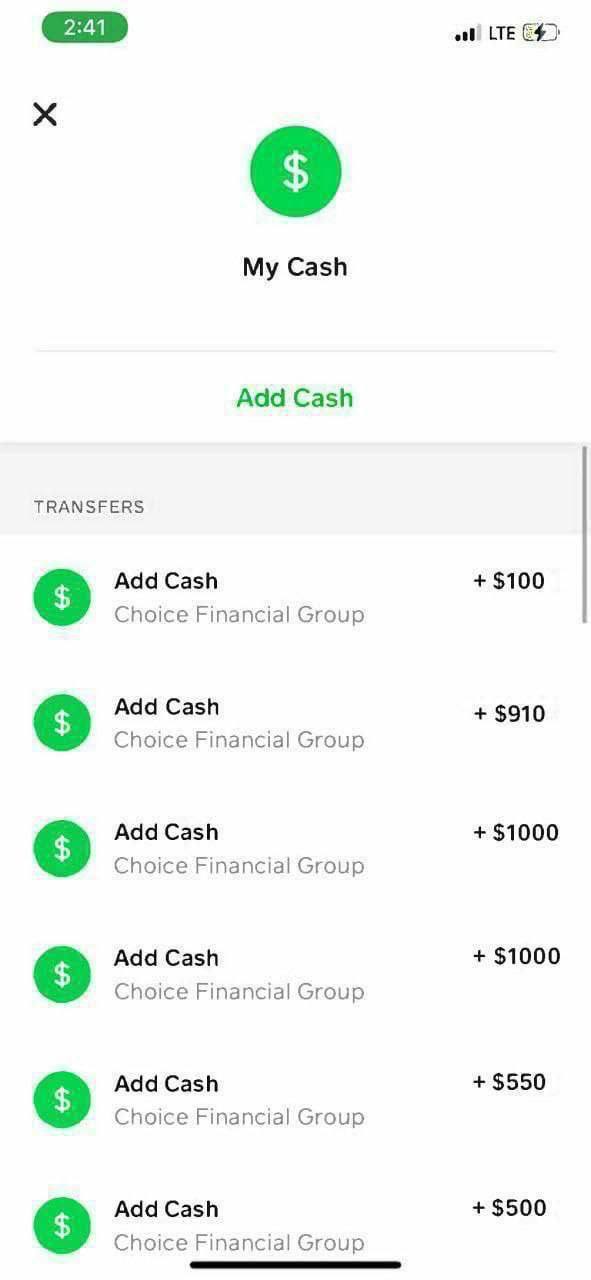 2:41
LTE
$
My Cash
Add Cash
TRANSFERS
$
Add Cash
+ $100
Choice Financial Group
$
Add Cash
+ $910
Choice Financial Group
$
Add Cash
+ $1000
Choice Financial Group
$
Add Cash
+ $1000
Choice Financial Group
$
Add Cash
+ $550
Choice Financial Group
$
Add Cash
+ $500
Choice Financial Group